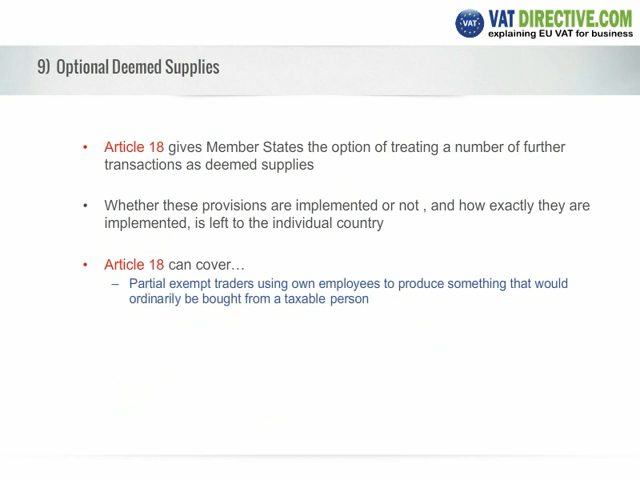 VAT
VAT DIRECTIVE.COM
explaining EU VAT for business
9) Optional Deemed Supplies
• Article 18 gives Member States the option of treating a number of further
transactions as deemed supplies
• Whether these provisions are implemented or not , and how exactly they are
implemented, is left to the individual country
• Article 18 can cover…
– Partial exempt traders using own employees to produce something that would
ordinarily be bought from a taxable person